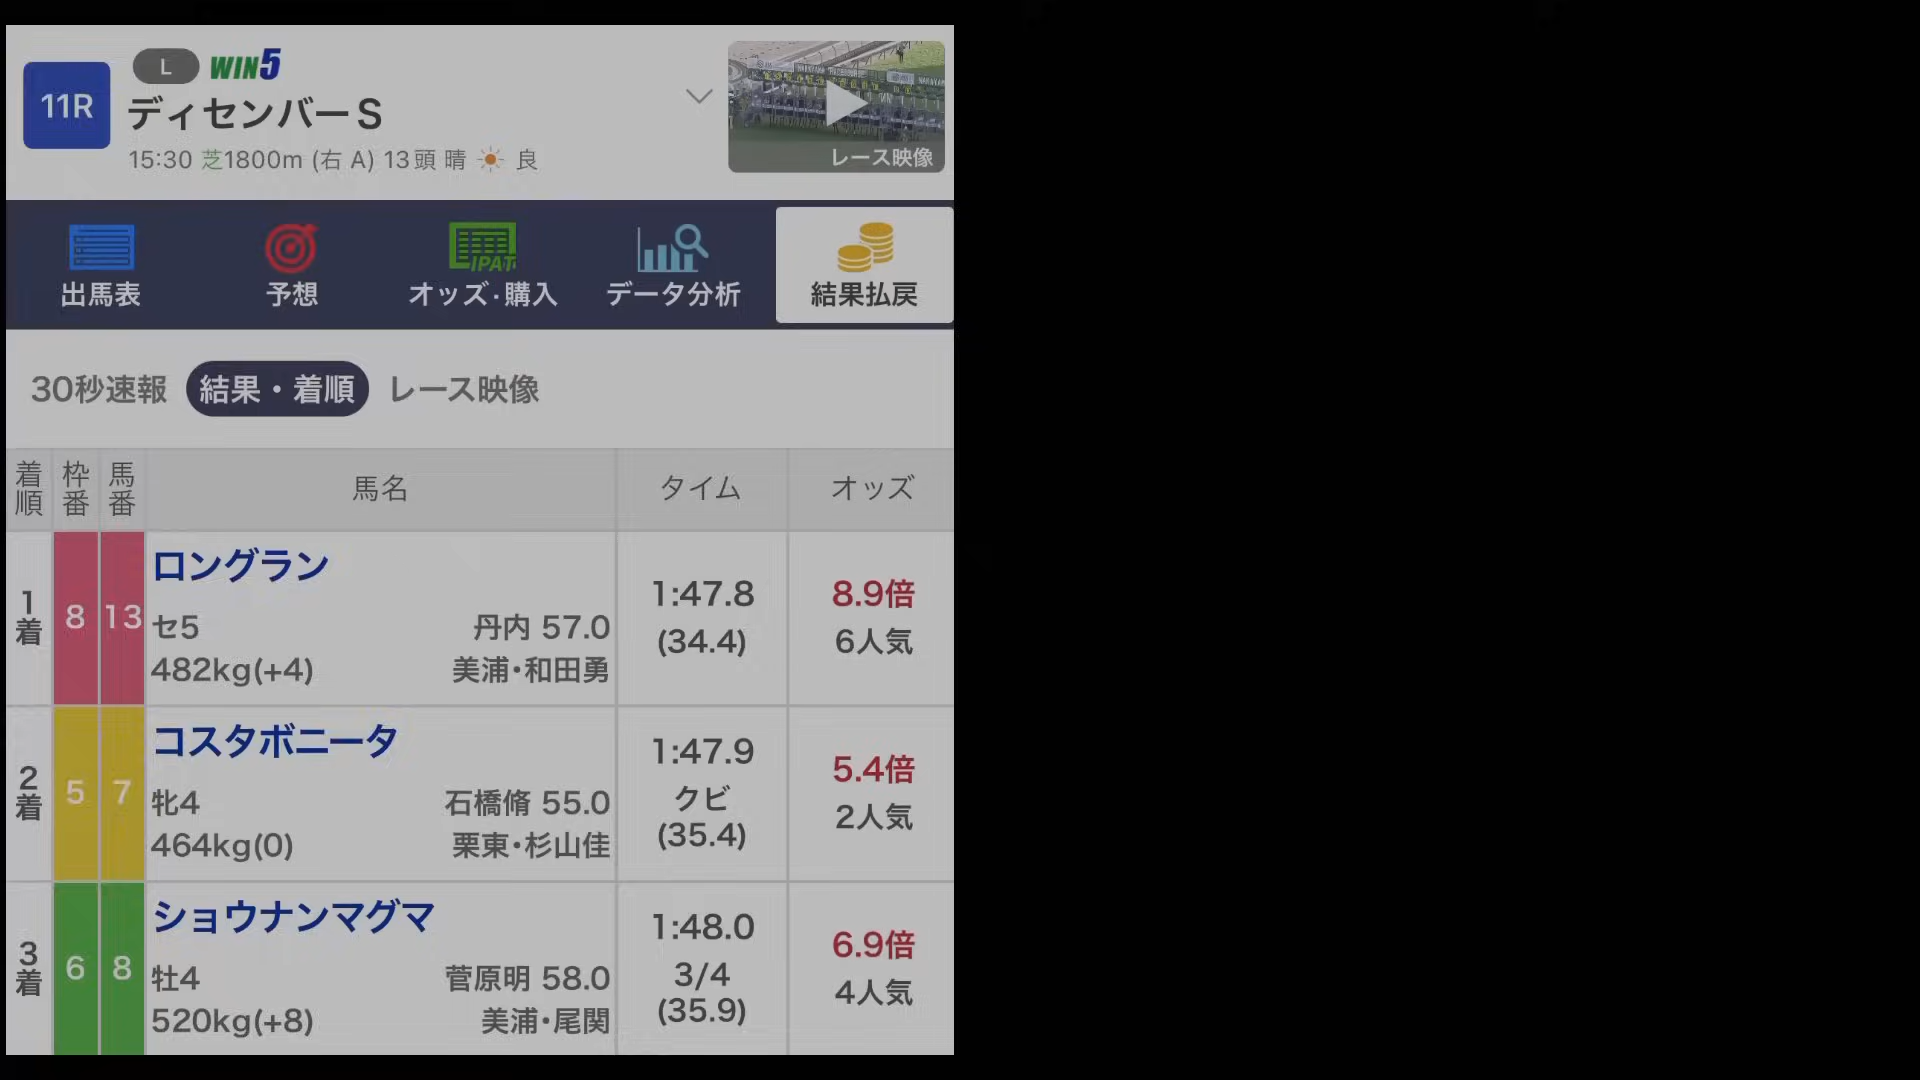 11R
L WIN5
ディセンバーS
15:30 芝1800m (右 A) 13頭 晴 良
レース映像
出馬表
予想
IPAT
オッズ・購入
データ分析
結果払戻
30秒速報 結果・着順 レース映像
着順 枠番 馬番 馬名 タイム オッズ
1着 8 13
ロングラン
セ5 丹内 57.0
482kg(+4) 美浦・和田勇
1:47.8
(34.4)
8.9倍
6人気
2着 5 7
コスタボニータ
牝4 石橋脩 55.0
464kg(0) 栗東・杉山佳
1:47.9
クビ
(35.4)
5.4倍
2人気
3着 6 8
ショウナンマグマ
牡4 菅原明 58.0
520kg(+8) 美浦・尾関
1:48.0
3/4
(35.9)
6.9倍
4人気